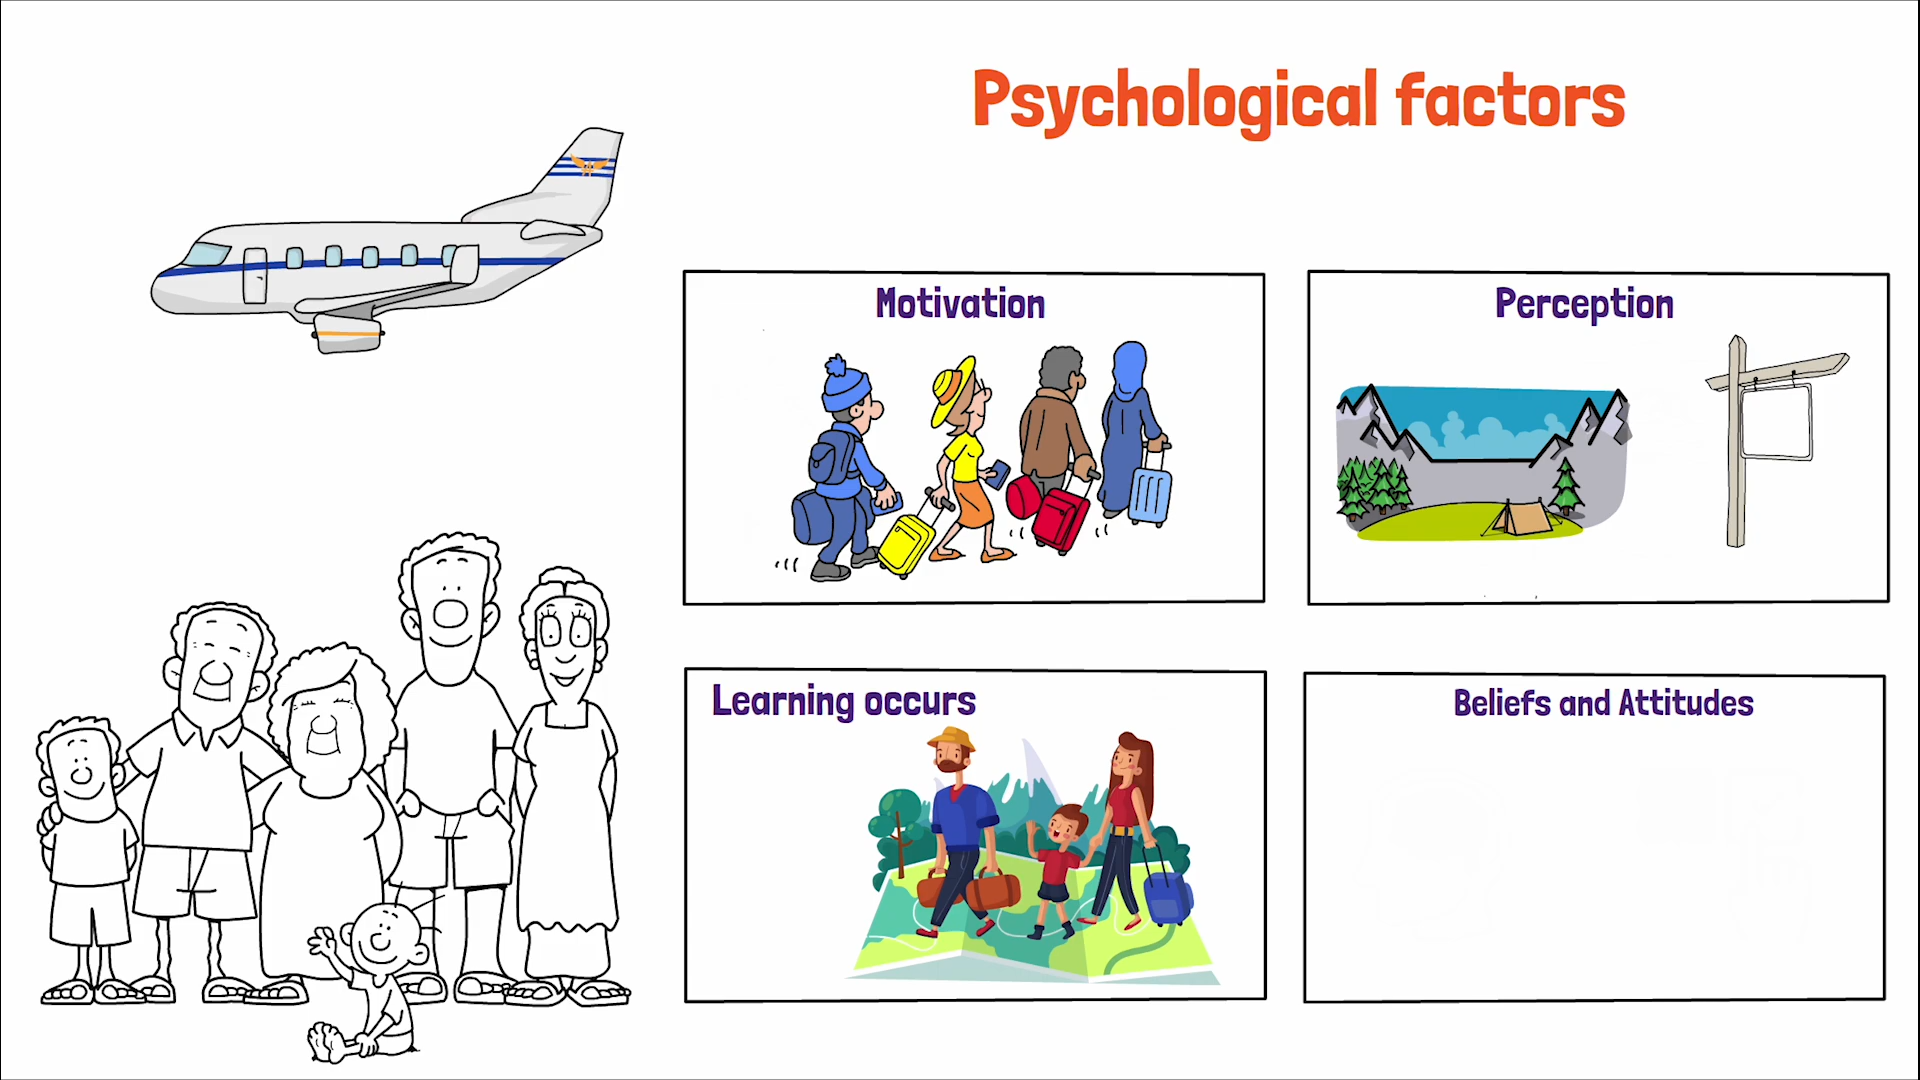 Psychological factors
Motivation
Perception
Learning occurs
Beliefs and Attitudes